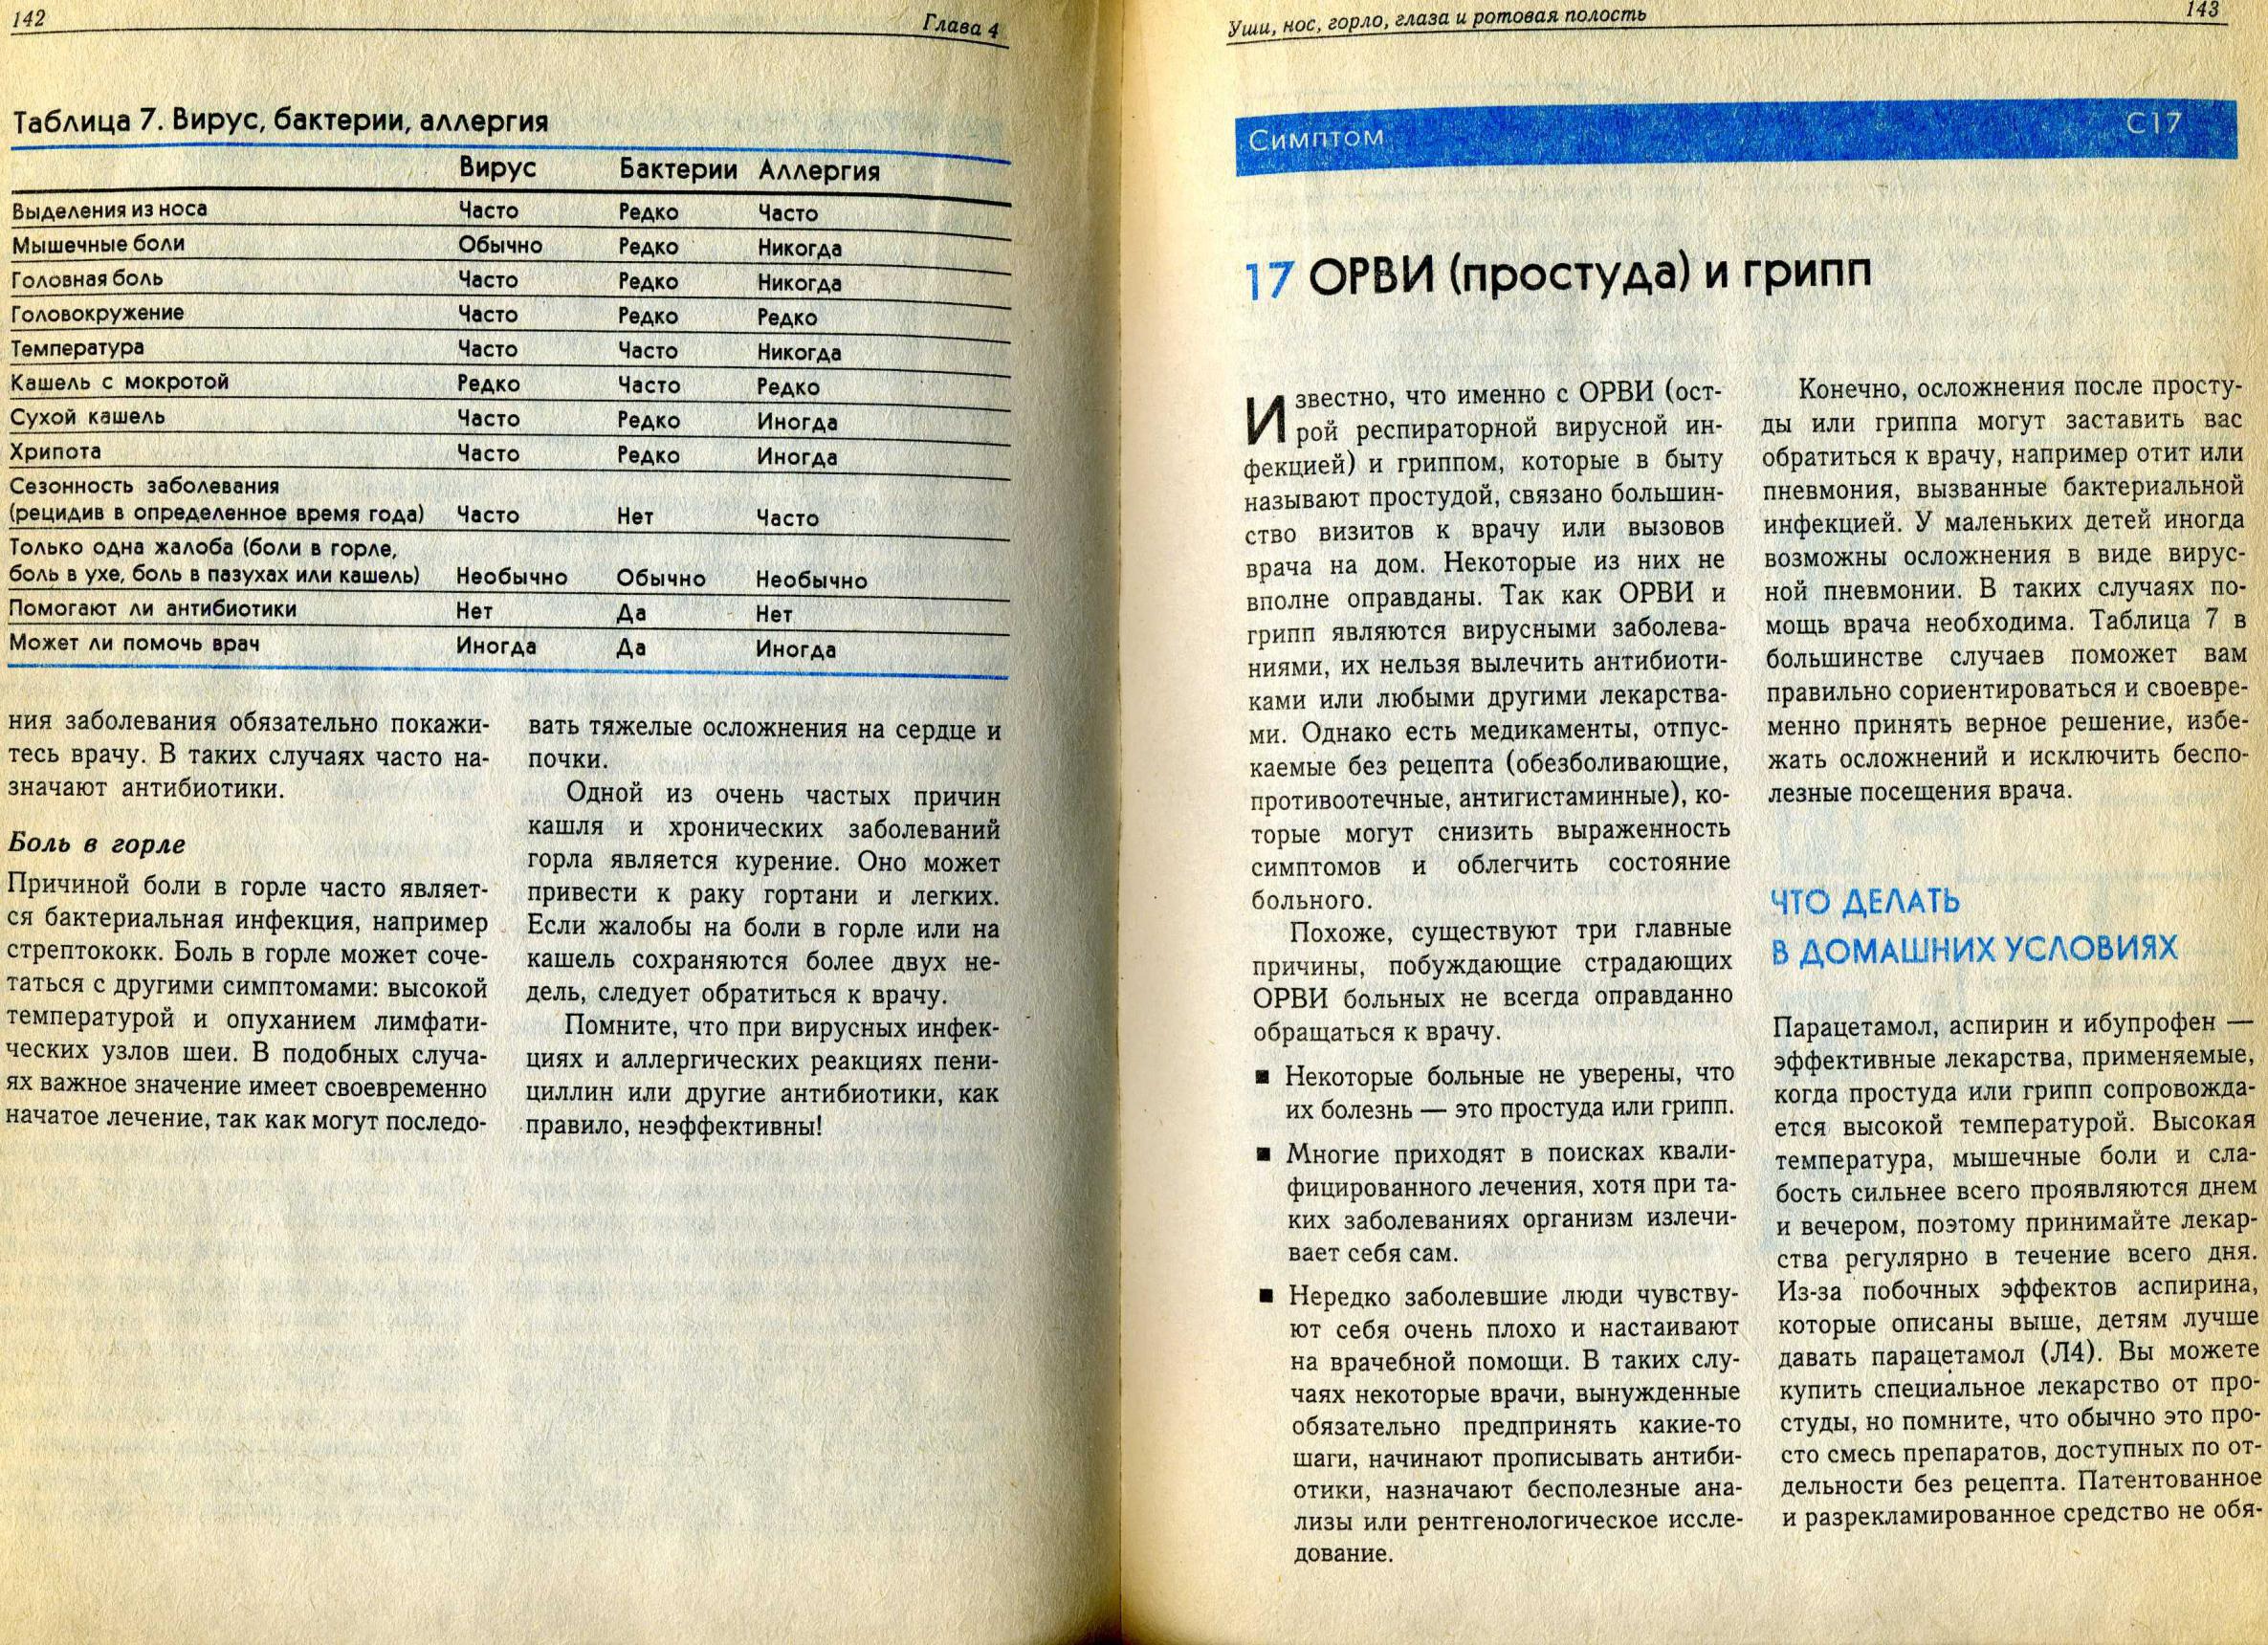 142
Глава 4
Таблица 7. Вирус, бактерии, аллергия
Вирус Бактерии Аллергия
Выделения из носа Часто Редко Часто
Мышечные боли Обычно Редко Никогда
Головная боль Часто Редко Никогда
Головокружение Часто Редко Редко
Температура Часто Часто Никогда
Кашель с мокротой Редко Часто Редко
Сухой кашель Часто Редко Иногда
Хрипота Часто Редко Иногда
Сезонность заболевания
(рецидив в определенное время года) Часто Нет Часто
Только одна жалоба (боли в горле,
боль в ухе, боль в пазухах или кашель) Необычно Обычно Необычно
Помогают ли антибиотики Нет Да Нет
Может ли помочь врач Иногда Да Иногда
ния заболевания обязательно покажи-
тесь врачу. В таких случаях часто на-
значают антибиотики.
Боль в горле
Причиной боли в горле часто являет-
ся бактериальная инфекция, например
стрептококк. Боль в горле может соче-
таться с другими симптомами: высокой
температурой и опуханием лимфати-
ческих узлов шеи. В подобных случа-
ях важное значение имеет своевременно
начатое лечение, так как могут последо-
вать тяжелые осложнения на сердце и
почки.
Одной из очень частых причин
кашля и хронических заболеваний
горла является курение. Оно может
привести к раку гортани и легких.
Если жалобы на боли в горле или на
кашель сохраняются более двух не-
дель, следует обратиться к врачу.
Помните, что при вирусных инфек-
циях и аллергических реакциях пени-
циллин или другие антибиотики, как
правило, неэффективны!
Уши, нос, горло, глаза и ротовая полость
143
Симптом С17
17 ОРВИ (простуда) и грипп
Известно, что именно с ОРВИ (ост-
рой респираторной вирусной ин-
фекцией) и гриппом, которые в быту
называют простудой, связано большин-
ство визитов к врачу или вызовов
врача на дом. Некоторые из них не
вполне оправданы. Так как ОРВИ и
грипп являются вирусными заболева-
ниями, их нельзя вылечить антибиоти-
ками или любыми другими лекарства-
ми. Однако есть медикаменты, отпус-
каемые без рецепта (обезболивающие,
противоотечные, антигистаминные), ко-
торые могут снизить выраженность
симптомов и облегчить состояние
больного.
Похоже, существуют три главные
причины, побуждающие страдающих
ОРВИ больных не всегда оправданно
обращаться к врачу.
■ Некоторые больные не уверены, что
их болезнь — это простуда или грипп.
■ Многие приходят в поисках квали-
фицированного лечения, хотя при та-
ких заболеваниях организм излечи-
вает себя сам.
■ Нередко заболевшие люди чувству-
ют себя очень плохо и настаивают
на врачебной помощи. В таких слу-
чаях некоторые врачи, вынужденные
обязательно предпринять какие-то
шаги, начинают прописывать антиби-
отики, назначают бесполезные ана-
лизы или рентгенологическое иссле-
дование.
Конечно, осложнения после просту-
ды или гриппа могут заставить вас
обратиться к врачу, например отит или
пневмония, вызванные бактериальной
инфекцией. У маленьких детей иногда
возможны осложнения в виде вирус-
ной пневмонии. В таких случаях по-
мощь врача необходима. Таблица 7 в
большинстве случаев поможет вам
правильно сориентироваться и своевре-
менно принять верное решение, избе-
жать осложнений и исключить беспо-
лезные посещения врача.
ЧТО ДЕЛАТЬ
В ДОМАШНИХ УСЛОВИЯХ
Парацетамол, аспирин и ибупрофен —
эффективные лекарства, применяемые,
когда простуда или грипп сопровожда-
ется высокой температурой. Высокая
температура, мышечные боли и сла-
бость сильнее всего проявляются днем
и вечером, поэтому принимайте лекар-
ства регулярно в течение всего дня.
Из-за побочных эффектов аспирина,
которые описаны выше, детям лучше
давать парацетамол (Л4). Вы можете
купить специальное лекарство от про-
студы, но помните, что обычно это про-
сто смесь препаратов, доступных по от-
дельности без рецепта. Патентованное
и разрекламированное средство не обя-